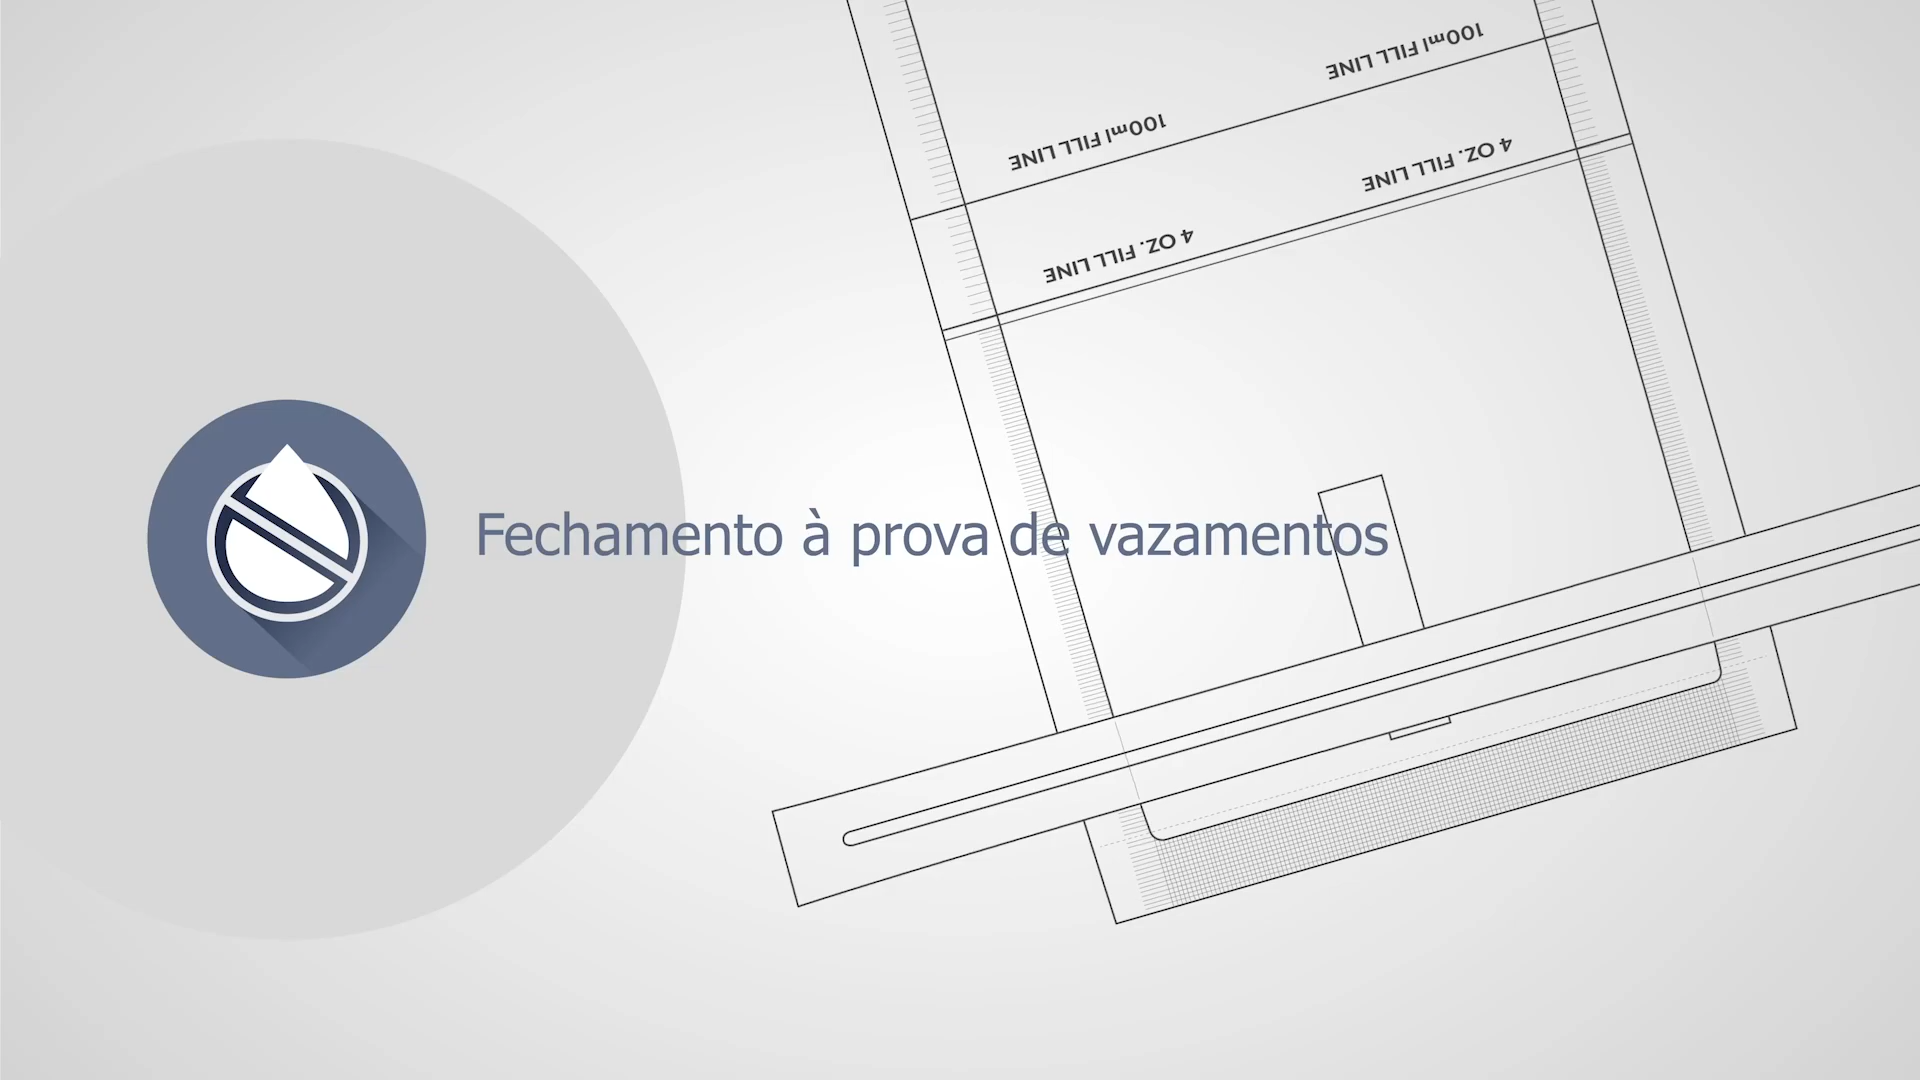 100ml FILL LINE
100ml FILL LINE
4 OZ. FILL LINE
4 OZ. FILL LINE
Fechamento à prova de vazamentos